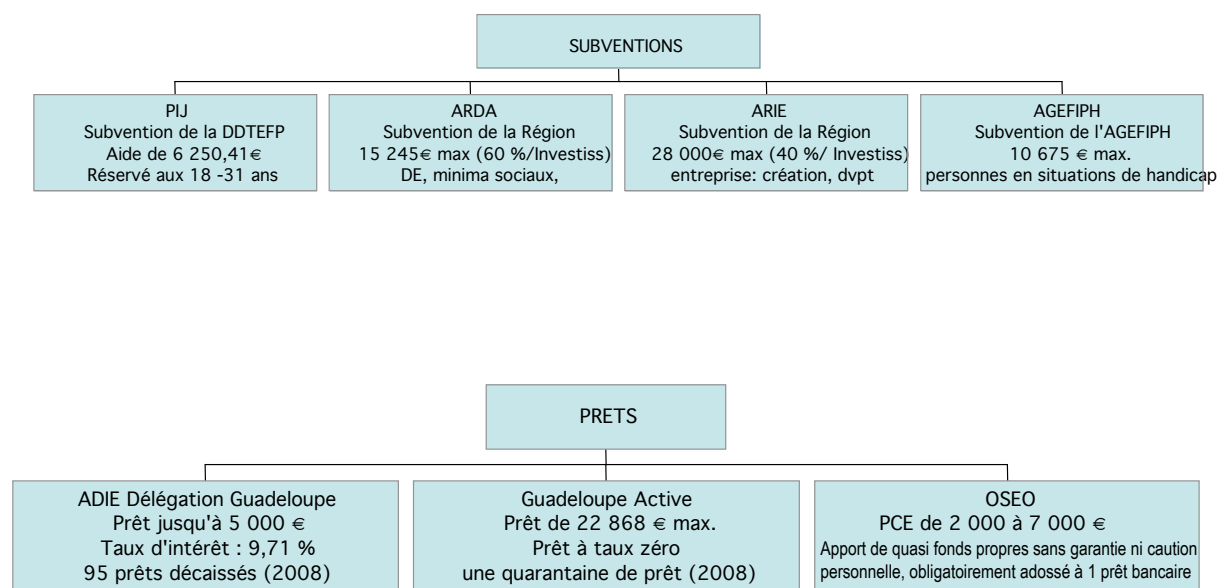 SUBVENTIONS
PIJ
Subvention de la DDTEFP
Aide de 6 250,41€
Réservé aux 18 -31 ans
ARDA
Subvention de la Région
15 245€ max (60 %/Investiss)
DE, minima sociaux,
ARIE
Subvention de la Région
28 000€ max (40 %/ Investiss)
entreprise: création, dvpt
AGEFIPH
Subvention de l'AGEFIPH
10 675 € max.
personnes en situations de handicap
PRETS
ADIE Délégation Guadeloupe
Prêt jusqu'à 5 000 €
Taux d'intérêt : 9,71 %
95 prêts décaissés (2008)
Guadeloupe Active
Prêt de 22 868 € max.
Prêt à taux zéro
une quarantaine de prêt (2008)
OSEO
PCE de 2 000 à 7 000 €
Apport de quasi fonds propres sans garantie ni caution
personnelle, obligatoirement adossé à 1 prêt bancaire